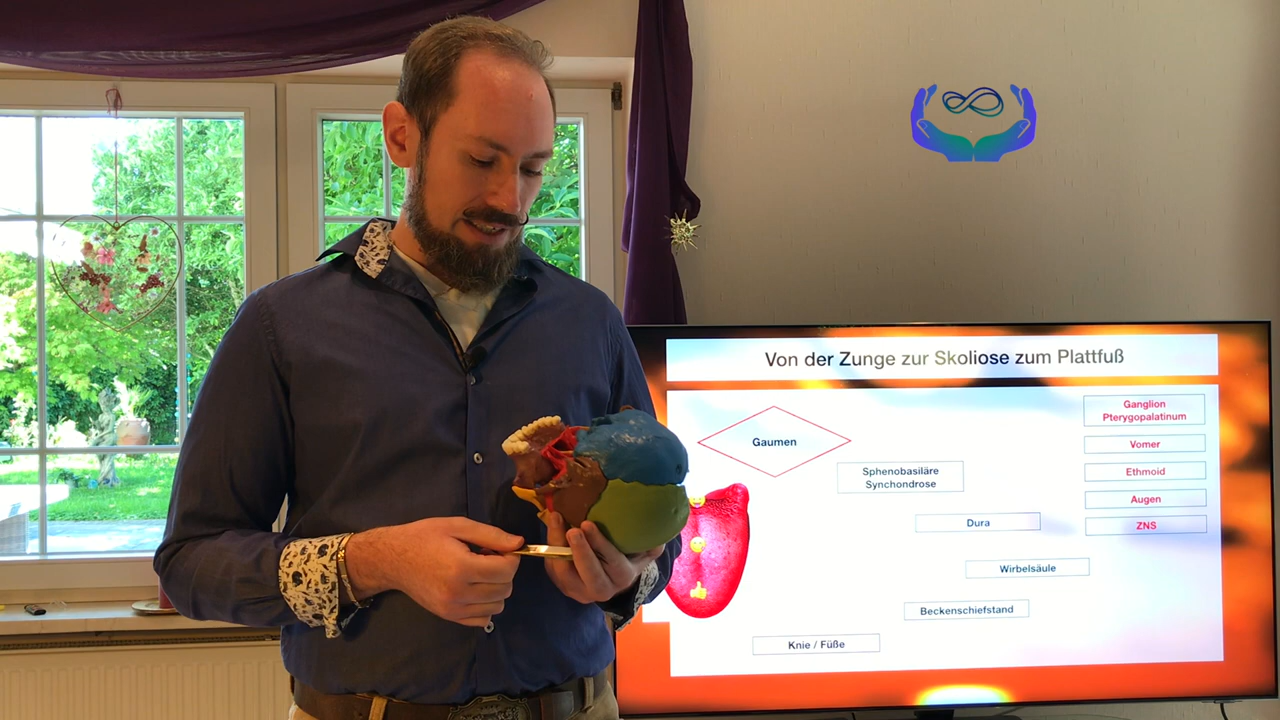 Von der Zunge zur Skoliose zum Plattfuß
Gaumen
Sphenobasiläre
Synchondrose
Dura
Wirbelsäule
Beckenschiefstand
Knie / Füße
Ganglion
Pterygopalatinum
Vomer
Ethmoid
Augen
ZNS